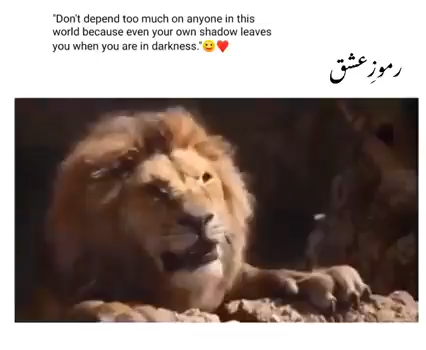 "Don't depend too much on anyone in this
world because even your own shadow leaves
you when you are in darkness."😀❤️
رموزِ عشق